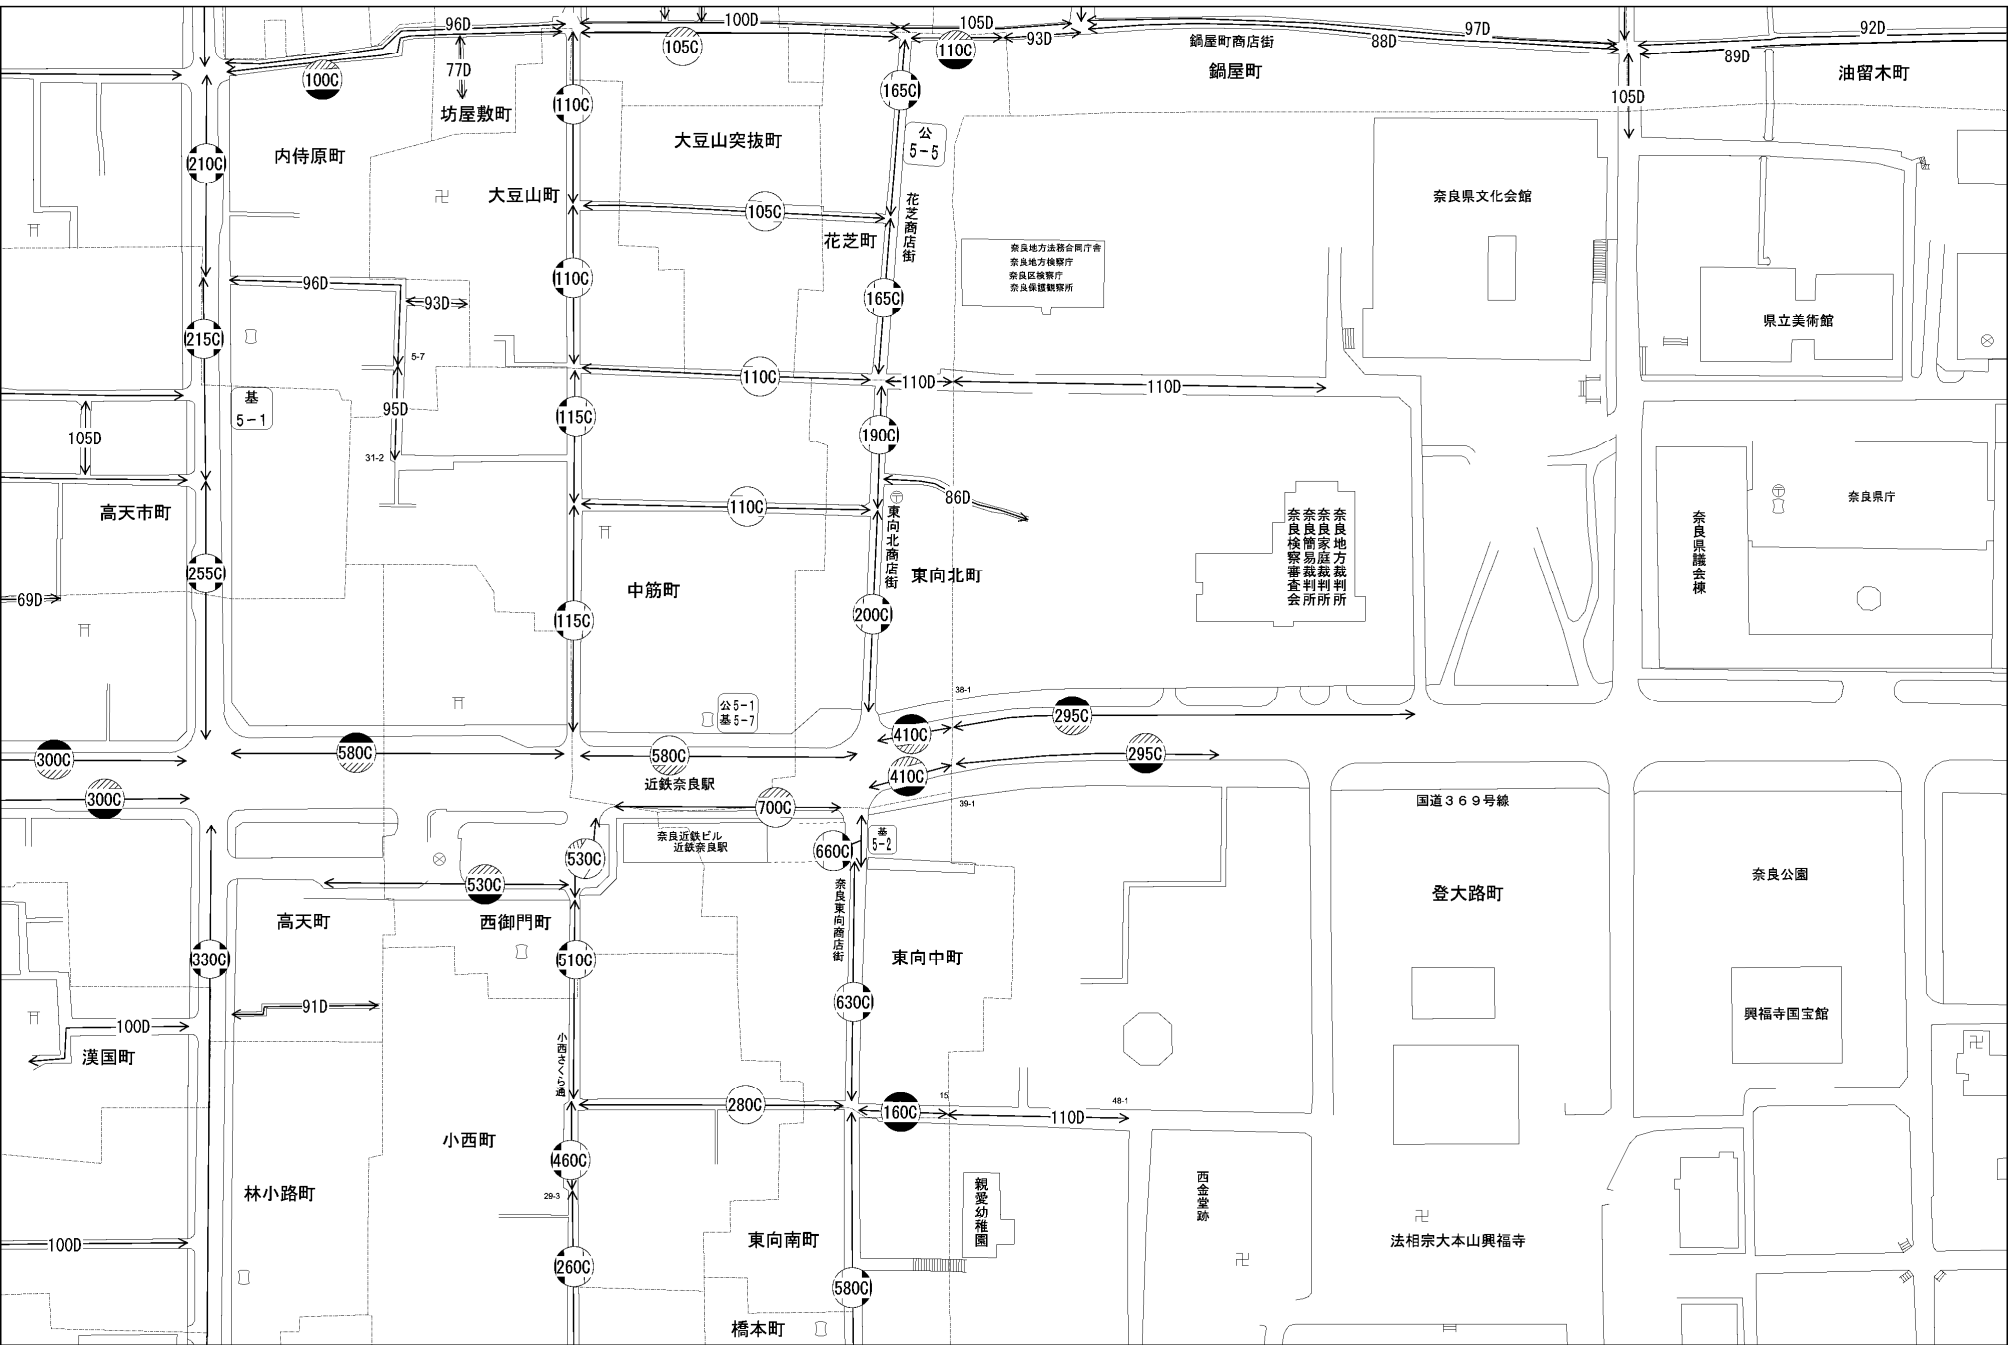 96D
100D
105D
97D
92D
100C
77D
105C
110C
93D
88D
89D
鍋屋町商店街
鍋屋町
油留木町
105D
坊屋敷町
110C
165C
公
5-5
大豆山突抜町
内侍原町
210C
大豆山町
奈良県文化会館
105C
花芝町
花芝商店街
奈良地方法務合同庁舎
奈良地方検察庁
奈良区検察庁
奈良保護観察所
96D
93D
110C
165C
215C
県立美術館
5-7
110C
110D
110D
基
5-1
95D
115C
190C
105D
31-2
86D
110C
高天市町
奈良県庁
奈良県議会棟
東向北商店街
奈良地方裁判所
奈良家庭裁判所
奈良簡易裁判所
奈良検察審査会
255C
中筋町
東向北町
69D
115C
200C
38-1
公5-1
基5-7
300C
580C
580C
410C
295C
近鉄奈良駅
410C
295C
300C
700C
39-1
国道369号線
奈良近鉄ビル
近鉄奈良駅
530C
660C
基
5-2
530C
奈良公園
高天町
西御門町
奈良東向商店街
登大路町
330C
510C
東向中町
91D
630C
興福寺国宝館
100D
漢国町
小西さくら通
280C
160C
15
110D
48-1
小西町
460C
29-3
林小路町
親愛幼稚園
西金堂跡
100D
東向南町
法相宗大本山興福寺
260C
580C
橋本町